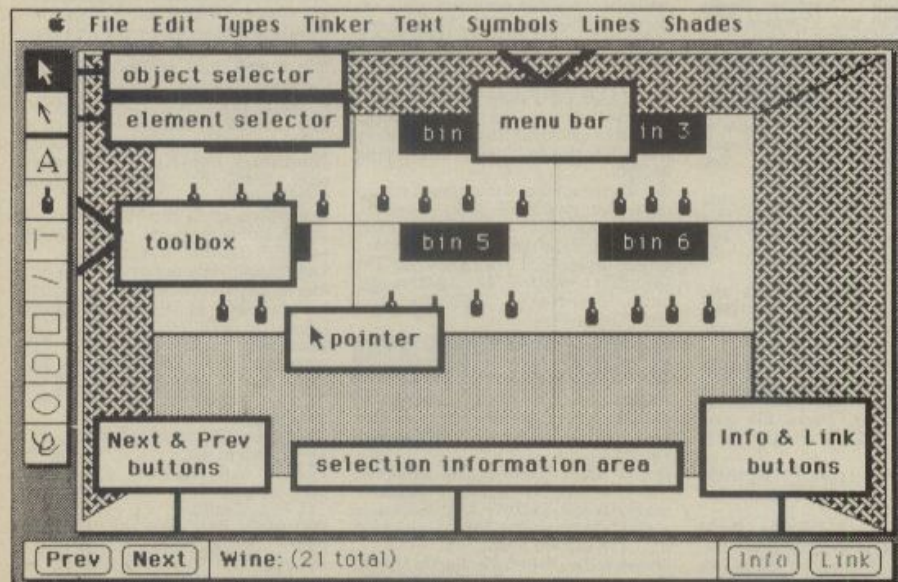 File Edit Types Tinker Text Symbols Lines Shades
object selector
element selector
menu bar
bin
in 3
A
toolbox
bin 5
bin 6
pointer
Next & Prev
buttons
selection information area
Info & Link
buttons
Prev Next
Wine: (21 total)
Info Link